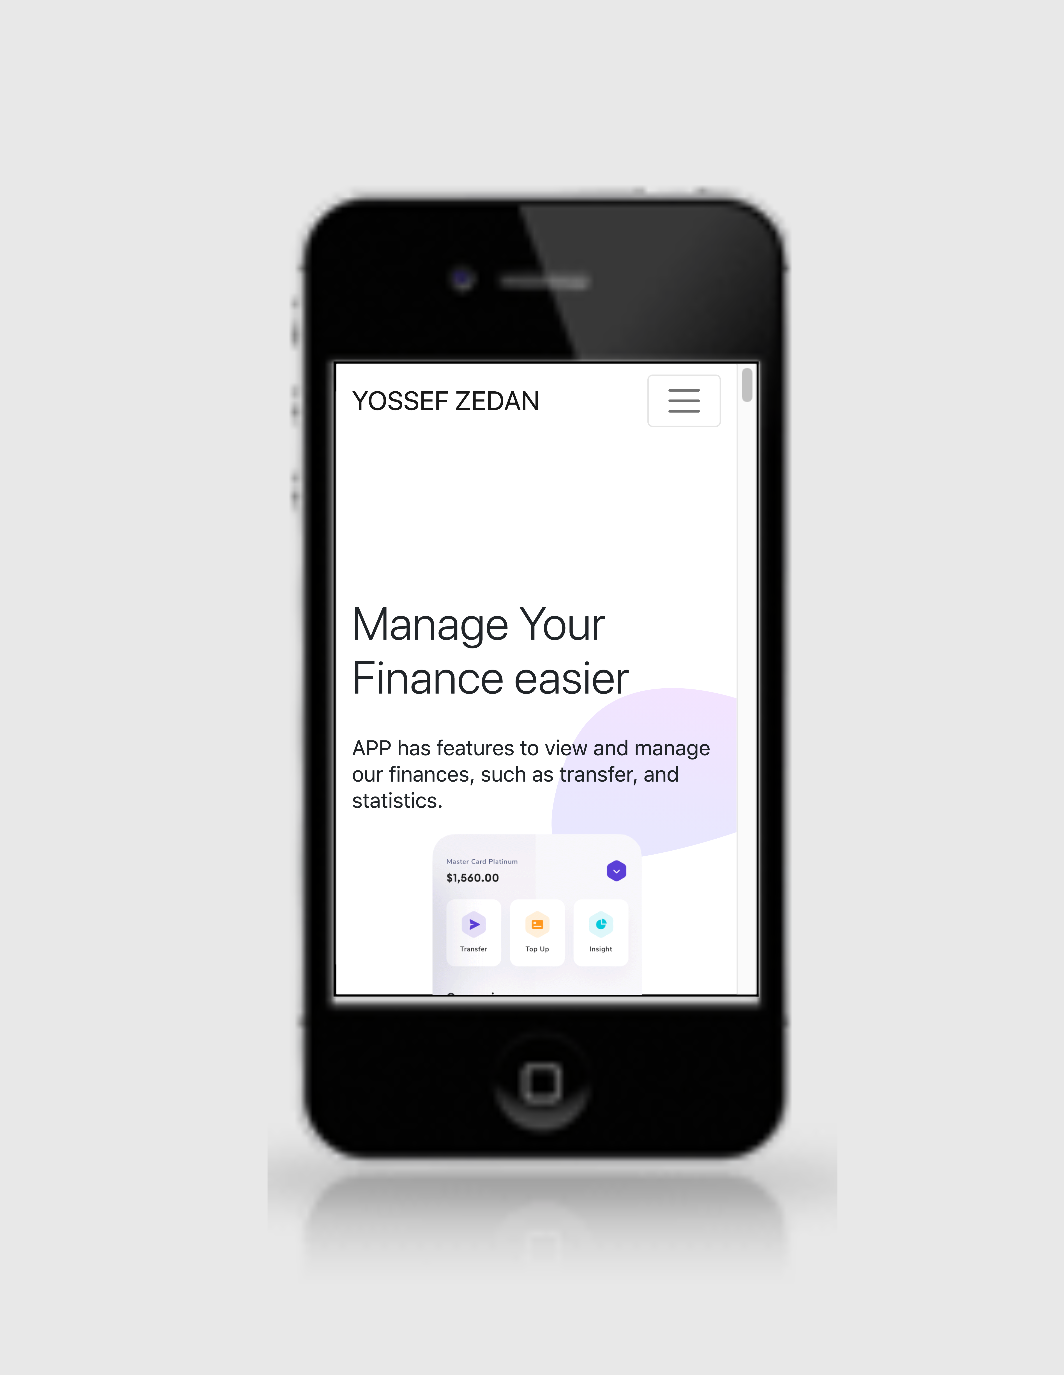 YOSSEF ZEDAN
Manage Your
Finance easier
APP has features to view and manage
our finances, such as transfer, and
statistics.
Master Card Platinum
$1,560.00
Transfer Top Up Insight